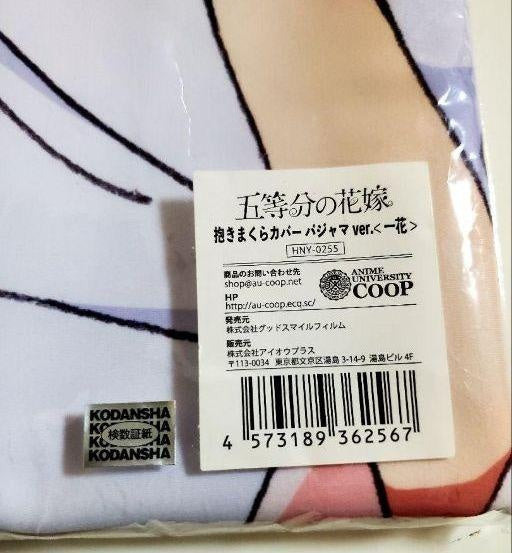 五等分の花嫁
抱きまくらカバー パジャマ ver.<一花>
HNY-0255
商品のお問い合わせ先
shop@au-coop.net
HP
http://au-coop.ecq.sc/
ANIME
UNIVERSITY
COOP
発売元
株式会社グッドスマイルフィルム
販売元
株式会社アイオウプラス
〒113-0034 東京都文京区湯島 3-14-9 湯島ビル 4F
4 573189 362567
KODANSHA
検数証紙
KODANSHA